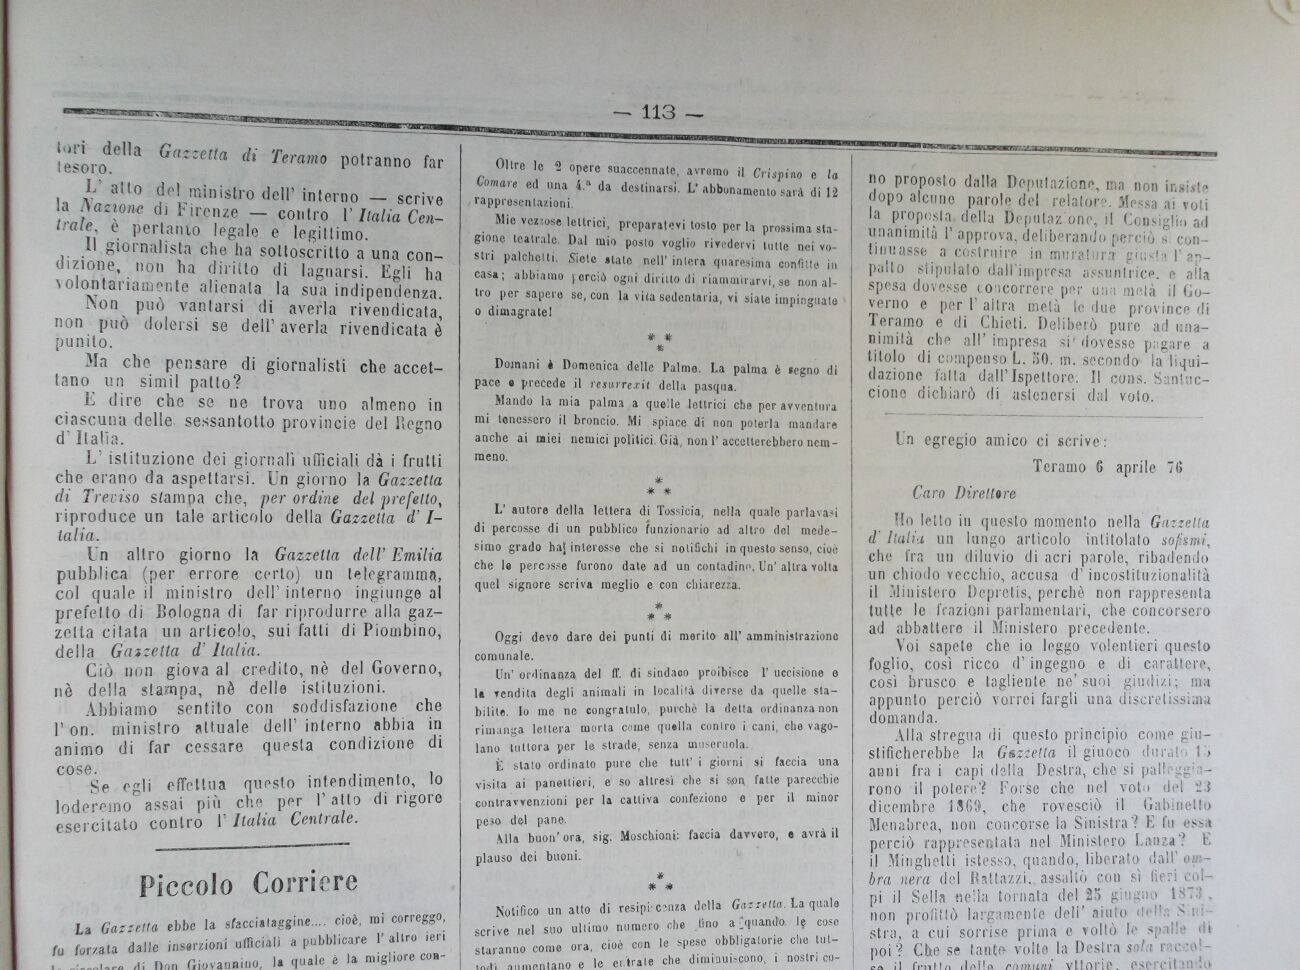 — 113 —
tori della Gazzetta di Teramo potranno far
tesoro.
L' atto del ministro dell' interno — scrive
la Nazione di Firenze — contro l' Italia Cen-
trale, è pertanto legale e legittimo.
Il giornalista che ha sottoscritto a una con-
dizione, non ha diritto di lagnarsi. Egli ha
volontariamente alienata la sua indipendenza.
Non può vantarsi di averla rivendicata,
non può dolersi se dell' averla rivendicata è
punito.
Ma che pensare di giornalisti che accet-
tano un simil patto?
E dire che se ne trova uno almeno in
ciascuna delle sessantotto provincie del Regno
d' Italia.
L' istituzione dei giornali ufficiali dà i frutti
che erano da aspettarsi. Un giorno la Gazzetta
di Treviso stampa che, per ordine del prefetto,
riproduce un tale articolo della Gazzetta d' I-
talia.
Un altro giorno la Gazzetta dell' Emilia
pubblica (per errore certo) un telegramma,
col quale il ministro dell' interno ingiunge al
prefetto di Bologna di far riprodurre alla gaz-
zetta citata un articolo, sui fatti di Piombino,
della Gazzetta d' Italia.
Ciò non giova al credito, nè del Governo,
nè della stampa, nè delle istituzioni.
Abbiamo sentito con soddisfazione che
l' on. ministro attuale dell' interno abbia in
animo di far cessare questa condizione di
cose.
Se egli effettua questo intendimento, lo
loderemo assai più che per l' atto di rigore
esercitato contro l' Italia Centrale.
Piccolo Corriere
La Gazzetta ebbe la sfacciataggine.... cioè, mi correggo,
fu forzata dalle inserzioni ufficiali a pubblicare l' altro ieri
la circolare di Don Giovannino, la quale è la migliore con-
Oltre le 2 opere suaccennate, avremo il Crispino e la
Comare ed una 4.ª da destinarsi. L' abbonamento sarà di 12
rappresentazioni.
Mie vezzose lettrici, preparatevi tosto per la prossima sta-
gione teatrale. Dal mio posto voglio rivedervi tutte nei vo-
stri palchetti. Siete state nell' intera quaresima confitte in
casa; abbiamo perciò ogni diritto di riammirarvi, se non al-
tro per sapere se, con la vita sedentaria, vi siate impinguate
o dimagrate!
* *
*
Domani è Domenica delle Palme. La palma è segno di
pace e precede il resurrexit della pasqua.
Mando la mia palma a quelle lettrici che per avventura
mi tenessero il broncio. Mi spiace di non poterla mandare
anche ai miei nemici politici. Già, non l' accetterebbero nem-
meno.
*
* *
L' autore della lettera di Tossicia, nella quale parlavasi
di percosse di un pubblico funzionario ad altro del mede-
simo grado ha interesse che si notifichi in questo senso, cioè
che le percosse furono date ad un contadino. Un' altra volta
quel signore scriva meglio e con chiarezza.
*
* *
Oggi devo dare dei punti di merito all' amministrazione
comunale.
Un' ordinanza del ff. di sindaco proibisce l' uccisione e
la vendita degli animali in località diverse da quelle sta-
bilite. Io me ne congratulo, purchè la detta ordinanza non
rimanga lettera morta come quella contro i cani, che vago-
lano tuttora per le strade, senza museruola.
È stato ordinato pure che tutt' i giorni si faccia una
visita ai panettieri, e so altresì che si son fatte parecchie
contravvenzioni per la cattiva confezione e per il minor
peso del pane.
Alla buon' ora, sig. Moschioni: faccia davvero, e avrà il
plauso dei buoni.
*
* *
Notifico un atto di resipiscenza della Gazzetta. La quale
scrive nel suo ultimo numero che fino a quando le cose
staranno come ora, cioè con le spese obbligatorie che tut-
todì aumentano e le entrate che diminuiscono, i nostri co-
no proposto dalla Deputazione, ma non insiste
dopo alcune parole del relatore. Messa ai voti
la proposta della Deputazione, il Consiglio ad
unanimità l' approva, deliberando perciò si con-
tinuasse a costruire in muratura giusta l' ap-
palto stipulato dall' impresa assuntrice, e alla
spesa dovesse concorrere per una metà il Go-
verno e per l' altra metà le due province di
Teramo e di Chieti. Deliberò pure ad una-
nimità che all' impresa si dovesse pagare a
titolo di compenso L. 50. m. secondo la liqui-
dazione fatta dall' Ispettore. Il cons. Santuc-
cione dichiarò di astenersi dal voto.
Un egregio amico ci scrive:
Teramo 6 aprile 76
Caro Direttore
Ho letto in questo momento nella Gazzetta
d' Italia un lungo articolo intitolato sofismi,
che fra un diluvio di acri parole, ribadendo
un chiodo vecchio, accusa d' incostituzionalità
il Ministero Depretis, perchè non rappresenta
tutte le frazioni parlamentari, che concorsero
ad abbattere il Ministero precedente.
Voi sapete che io leggo volentieri questo
foglio, così ricco d' ingegno e di carattere,
così brusco e tagliente ne' suoi giudizi; ma
appunto perciò vorrei fargli una discretissima
domanda.
Alla stregua di questo principio come giu-
stificherebbe la Gazzetta il giuoco durato 15
anni fra i capi della Destra, che si palleggia-
rono il potere? Forse che nel voto del 23
dicembre 1869, che rovesciò il Gabinetto
Menabrea, non concorse la Sinistra? E fu essa
perciò rappresentata nel Ministero Lanza? E
il Minghetti istesso, quando, liberato dall' om-
bra nera del Rattazzi, assaltò con sì fieri col-
pi il Sella nella tornata del 25 giugno 1873,
non profittò largamente dell' aiuto della Sini-
stra, a cui sorrise prima e voltò le spalle di
poi? Che se tante volte la Destra sola raccol-
se il frutto delle comuni vttorie, esercitando